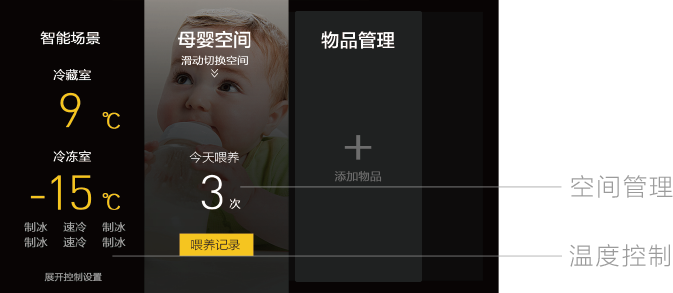 智能场景
冷藏室
9 ℃
冷冻室
-15 ℃
制冰 速冷 制冰
制冰 速冷 制冰
展开控制设置
母婴空间
滑动切换空间
今天喂养
3 次
喂养记录
物品管理
添加物品
空间管理
温度控制